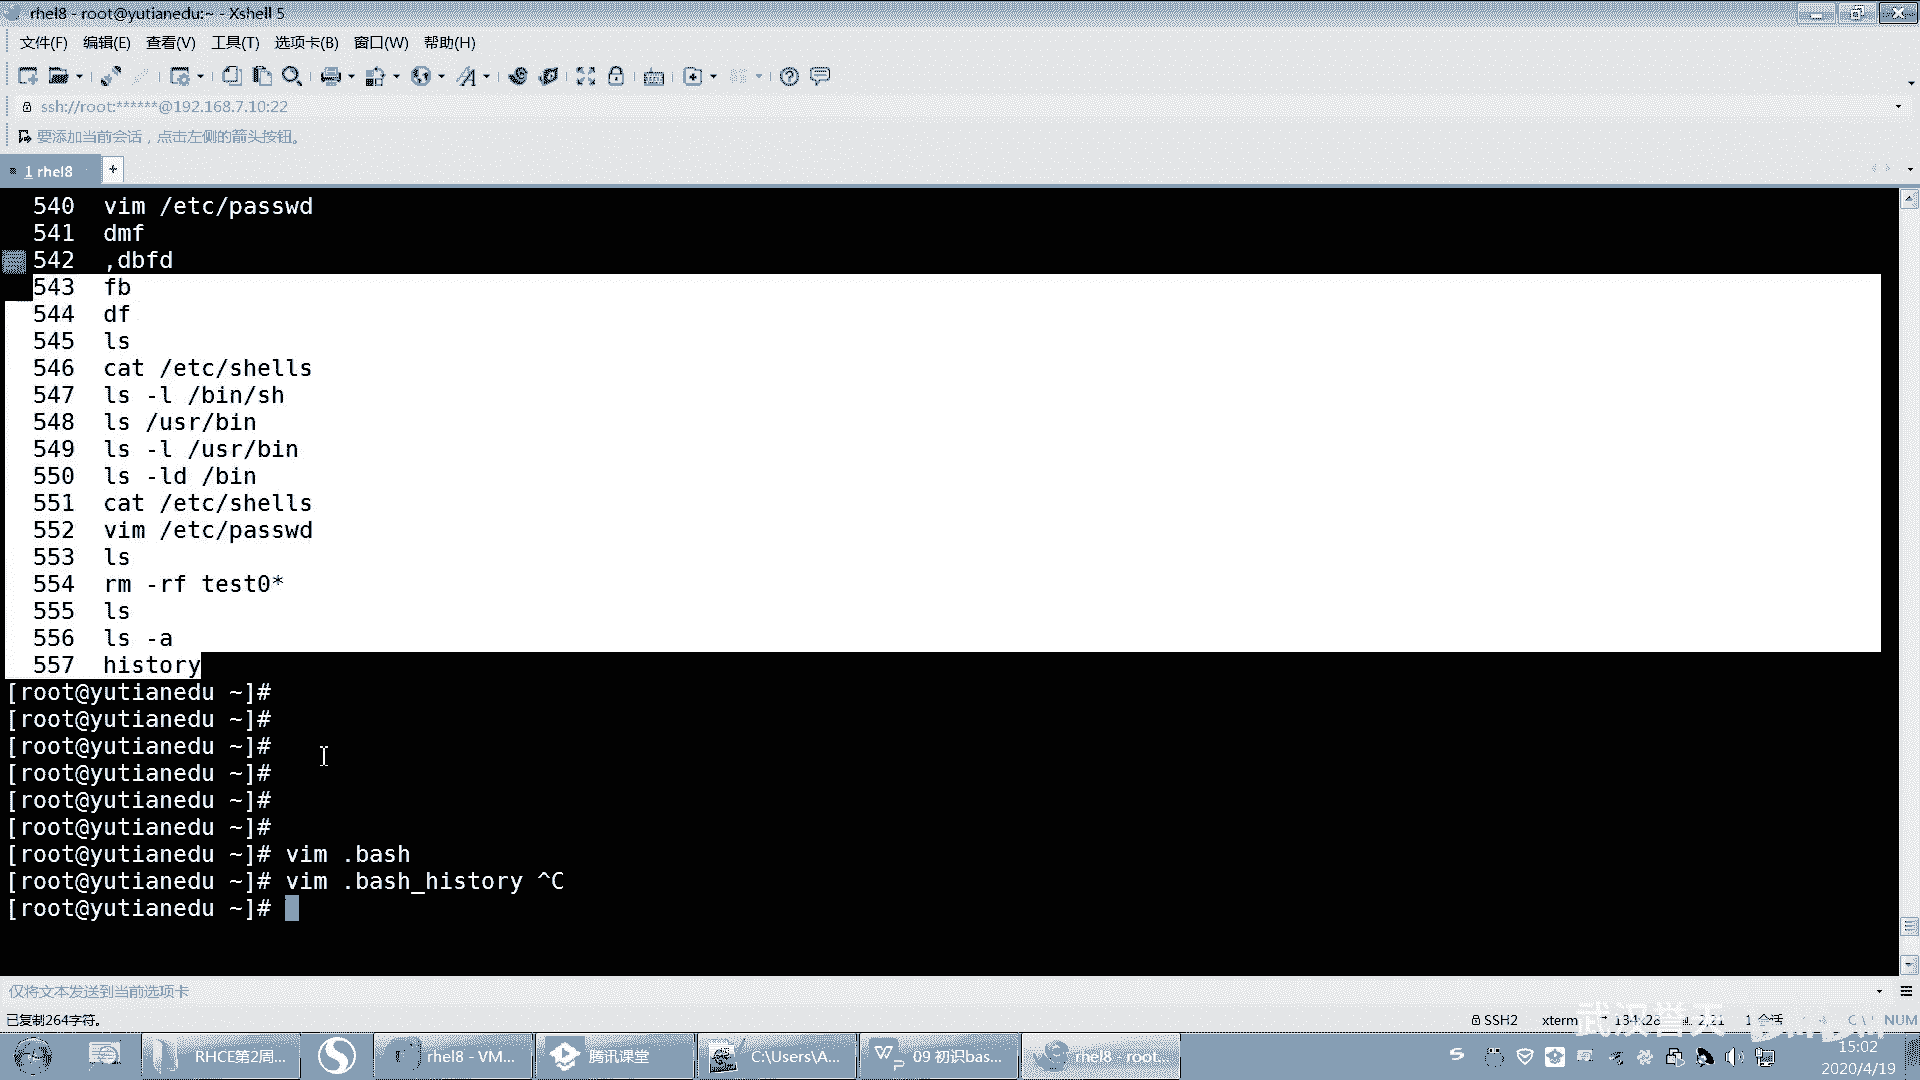 rhel8 - root@yutianedu:~ - Xshell 5
文件(F) 编辑(E) 查看(V) 工具(T) 选项卡(B) 窗口(W) 帮助(H)
ssh://root:******@192.168.7.10:22
要添加当前会话，点击左侧的箭头按钮。
1 rhel8 +
540 vim /etc/passwd
541 dmf
542 ,dbfd
543 fb
544 df
545 ls
546 cat /etc/shells
547 ls -l /bin/sh
548 ls /usr/bin
549 ls -l /usr/bin
550 ls -ld /bin
551 cat /etc/shells
552 vim /etc/passwd
553 ls
554 rm -rf test0*
555 ls
556 ls -a
557 history
[root@yutianedu ~]#
[root@yutianedu ~]#
[root@yutianedu ~]#
[root@yutianedu ~]#
[root@yutianedu ~]#
[root@yutianedu ~]#
[root@yutianedu ~]# vim .bash
[root@yutianedu ~]# vim .bash_history ^C
[root@yutianedu ~]#
仅将文本发送到当前选项卡
已复制264字符。 SSH2 xterm 134x28 1 会话 NUM
RHCE第2周... rhel8 - VM... 腾讯课堂 C:\Users\A... 09 初识bas... rhel8 - root... 15:02
2020/4/19